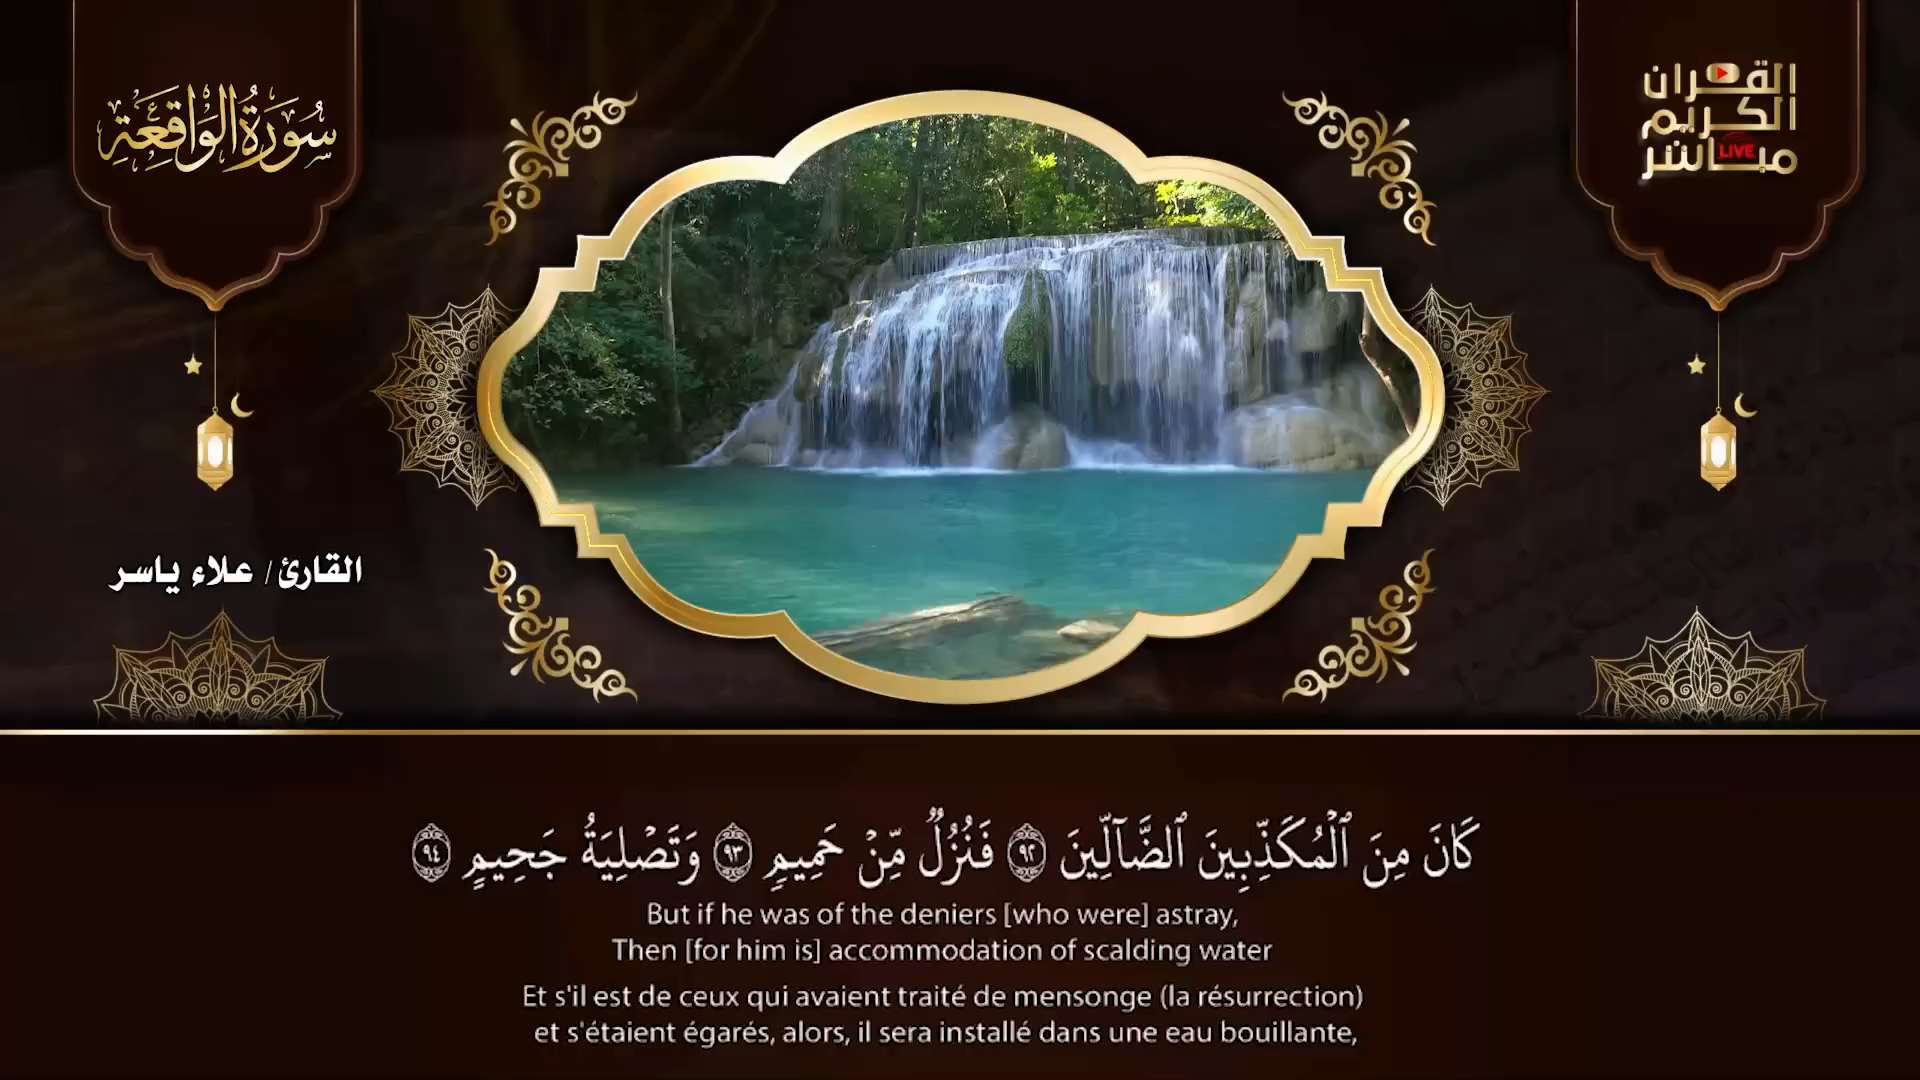 سُورَةُ الْوَاقِعَةِ
القران
الكريم
مباشر
LIVE
القارئ / علاء ياسر
كَانَ مِنَ ٱلْمُكَذِّبِينَ ٱلضَّآلِّينَ ٩٢ فَنُزُلٌ مِّنْ حَمِيمٍ ٩٣ وَتَصْلِيَةُ جَحِيمٍ ٩٤
But if he was of the deniers [who were] astray,
Then [for him is] accommodation of scalding water
Et s'il est de ceux qui avaient traité de mensonge (la résurrection)
et s'étaient égarés, alors, il sera installé dans une eau bouillante,